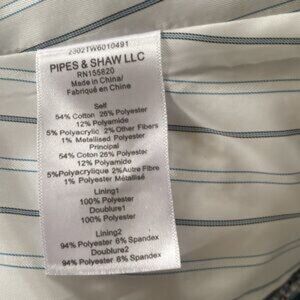 2302TW6010491
PIPES & SHAW LLC
RN155820
Made in China/
Fabriqué en Chine
Self
54% Cotton 26% Polyester
12% Polyamide
5% Polyacrylic 2% Other Fibers
1% Metallised Polyester
Principal
54% Coton 26% Polyester
12% Polyamide
5%Polyacrylique 2%Autre Fibre
1% Polyester Métallisé
Lining1
100% Polyester
Doublure1
100% Polyester
Lining2
94% Polyester 6% Spandex
Doublure2
94% Polyester 6% Spandex